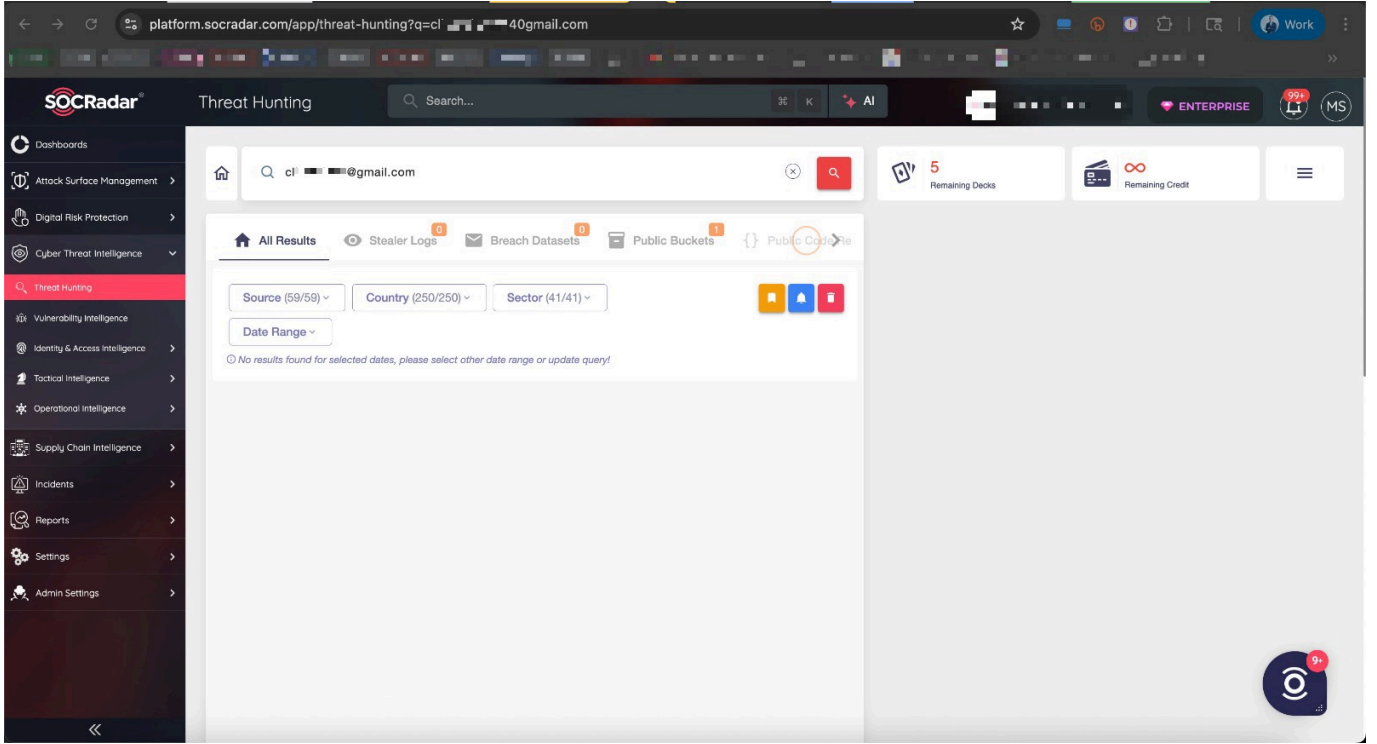 platform.socradar.com/app/threat-hunting?q=cl 40gmail.com
Work
SOCRadar®
Threat Hunting
Search...
⌘ K
AI
ENTERPRISE
99+
MS
Dashboards
Attack Surface Management
Digital Risk Protection
Cyber Threat Intelligence
Threat Hunting
Vulnerability Intelligence
Identity & Access Intelligence
Tactical Intelligence
Operational Intelligence
Supply Chain Intelligence
Incidents
Reports
Settings
Admin Settings
cl @gmail.com
5
Remaining Decks
∞
Remaining Credit
All Results
Stealer Logs 0
Breach Datasets 0
Public Buckets 1
{} Public Code Re
Source (59/59)
Country (250/250)
Sector (41/41)
Date Range
No results found for selected dates, please select other date range or update query!
9+